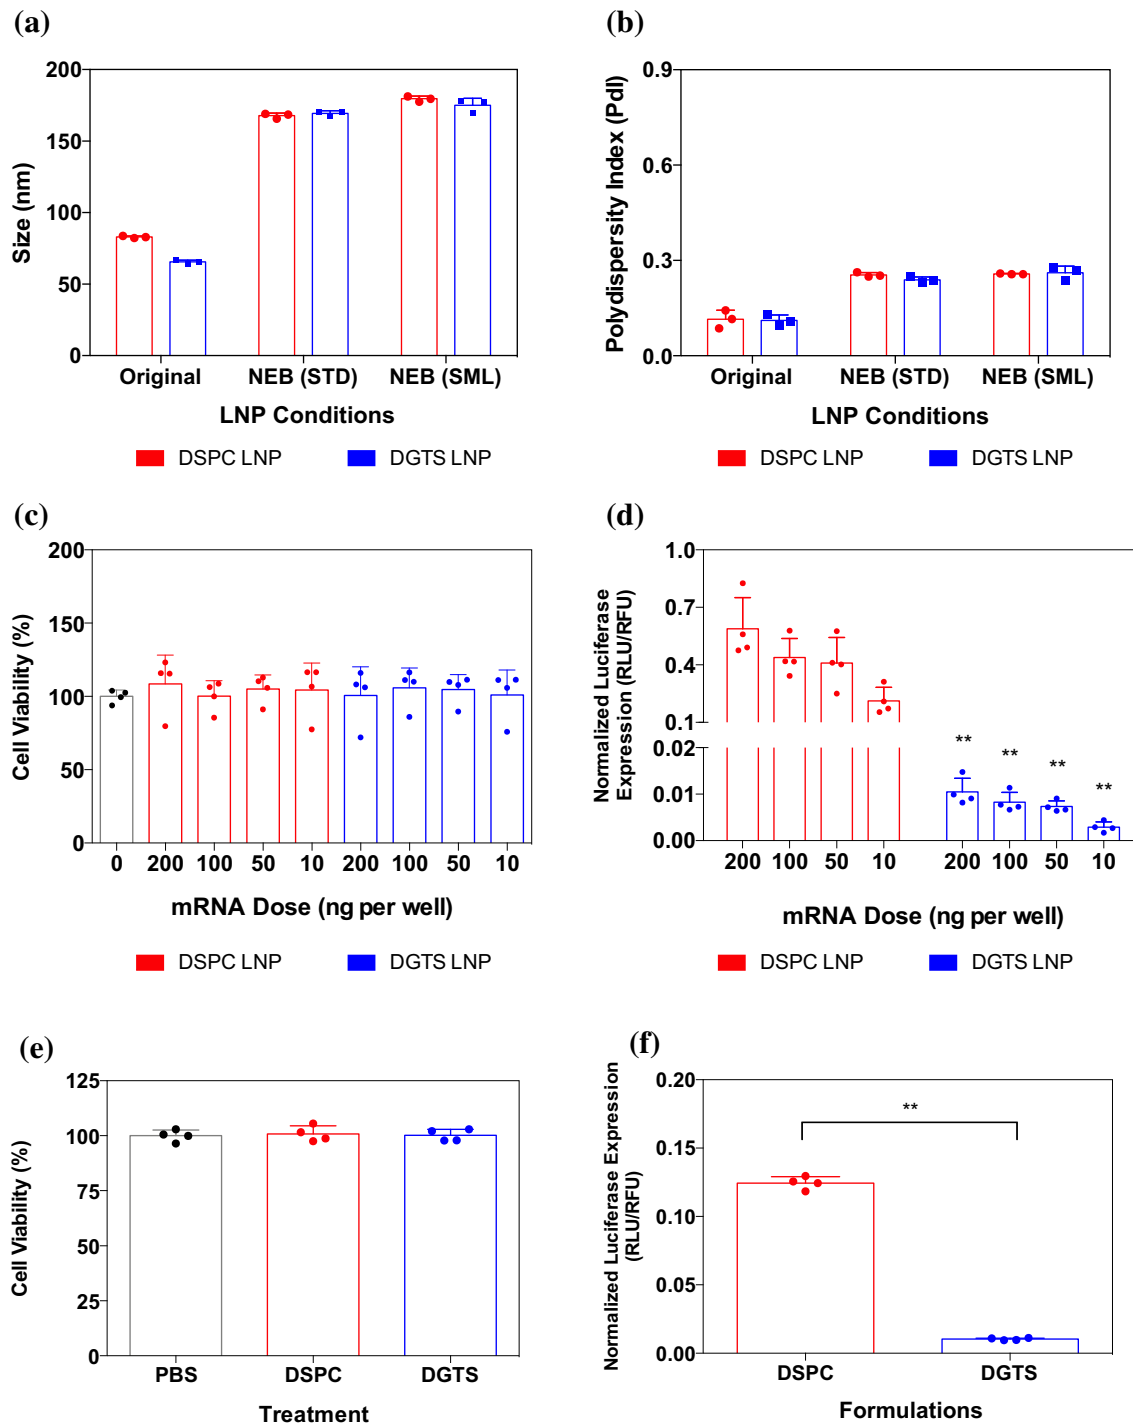 (a)
200
150
100
50
0
Size (nm)
Original NEB (STD) NEB (SML)
LNP Conditions
DSPC LNP DGTS LNP
(b)
0.9
0.6
0.3
0.0
Polydispersity Index (PdI)
Original NEB (STD) NEB (SML)
LNP Conditions
DSPC LNP DGTS LNP
(c)
200
150
100
50
0
Cell Viability (%)
0 200 100 50 10 200 100 50 10
mRNA Dose (ng per well)
DSPC LNP DGTS LNP
(d)
1.0
0.7
0.4
0.1
0.02
0.01
0.00
Normalized Luciferase
Expression (RLU/RFU)
** ** ** **
200 100 50 10 200 100 50 10
mRNA Dose (ng per well)
DSPC LNP DGTS LNP
(e)
125
100
75
50
25
0
Cell Viability (%)
PBS DSPC DGTS
Treatment
(f)
0.20
0.15
0.10
0.05
0.00
Normalized Luciferase Expression
(RLU/RFU)
**
DSPC DGTS
Formulations